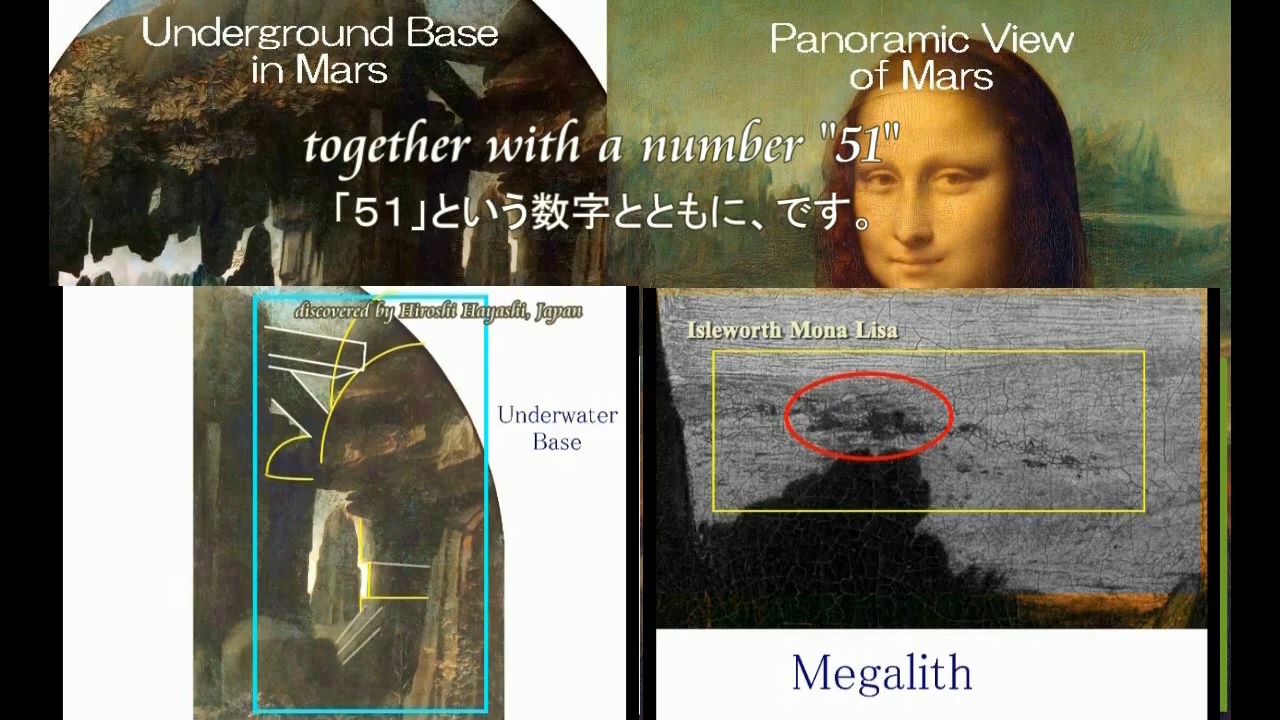 Underground Base
in Mars
Panoramic View
of Mars
together with a number "51"
「51」という数字とともに、です。
discovered by Hiroshi Hayashi, Japan
Underwater
Base
Isleworth Mona Lisa
Megalith